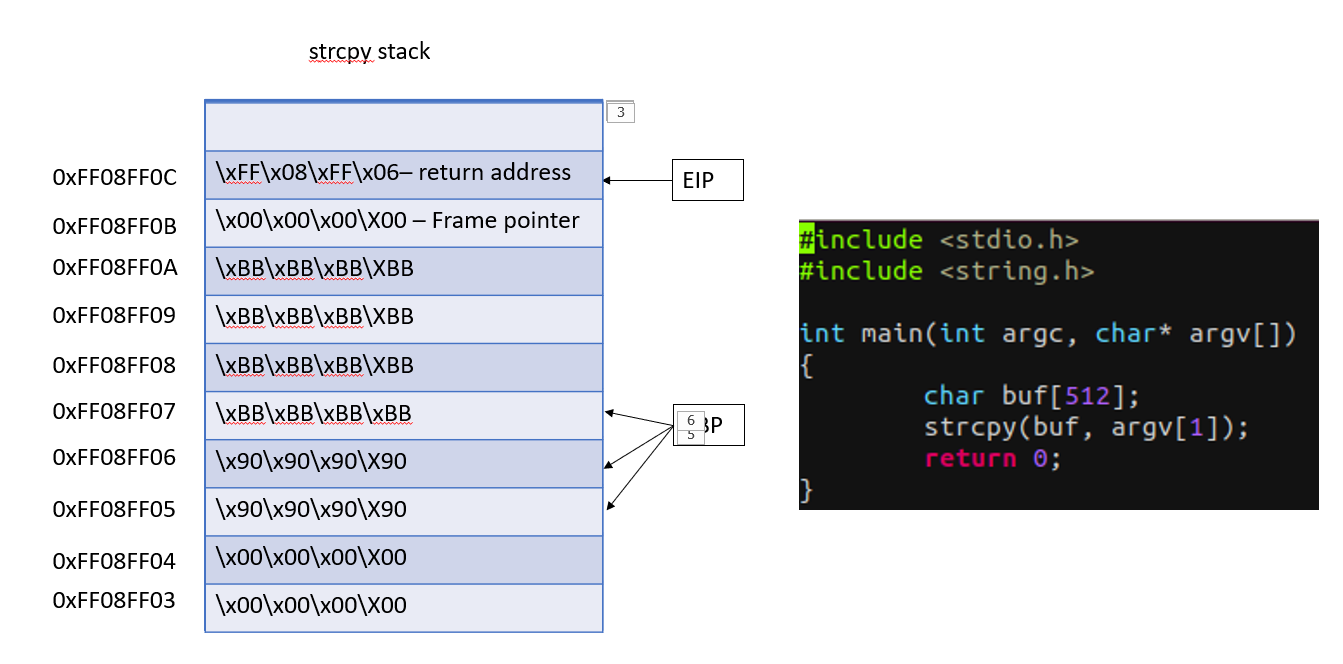 strcpy stack
3
0xFF08FF0C
\xFF\x08\xFF\x06– return address
EIP
0xFF08FF0B
\x00\x00\x00\X00 – Frame pointer
0xFF08FF0A
\xBB\xBB\xBB\XBB
0xFF08FF09
\xBB\xBB\xBB\XBB
0xFF08FF08
\xBB\xBB\xBB\XBB
0xFF08FF07
\xBB\xBB\xBB\xBB
6
5
0xFF08FF06
\x90\x90\x90\X90
0xFF08FF05
\x90\x90\x90\X90
0xFF08FF04
\x00\x00\x00\X00
0xFF08FF03
\x00\x00\x00\X00
#include <stdio.h>
#include <string.h>
int main(int argc, char* argv[])
{
char buf[512];
strcpy(buf, argv[1]);
return 0;
}